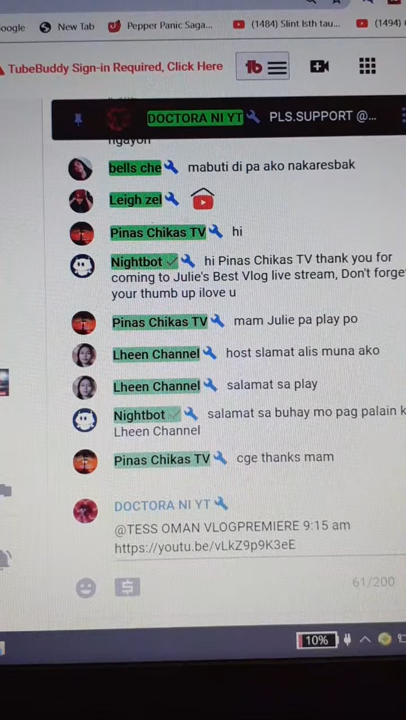 oogle New Tab Pepper Panic Saga... (1484) Slint lsth tau... (1494)
TubeBuddy Sign-in Required, Click Here tb
DOCTORA NI YT PLS.SUPPORT @...
ngayon
bells che mabuti di pa ako nakaresbak
Leigh zel
Pinas Chikas TV hi
Nightbot hi Pinas Chikas TV thank you for
coming to Julie's Best Vlog live stream, Don't forge
your thumb up ilove u
Pinas Chikas TV mam Julie pa play po
Lheen Channel host slamat alis muna ako
Lheen Channel salamat sa play
Nightbot salamat sa buhay mo pag palain k
Lheen Channel
Pinas Chikas TV cge thanks mam
DOCTORA NI YT
@TESS OMAN VLOGPREMIERE 9:15 am
https://youtu.be/vLkZ9p9K3eE
61/200
10%